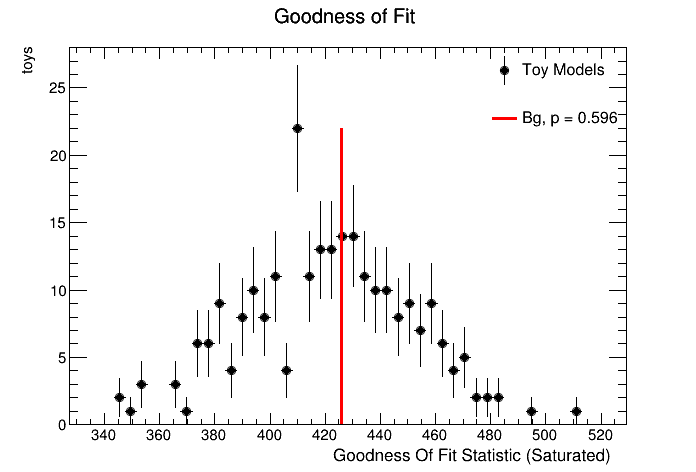 Goodness of Fit
toys
Toy Models
Bg, p = 0.596
25
20
15
10
5
0
340 360 380 400 420 440 460 480 500 520
Goodness Of Fit Statistic (Saturated)